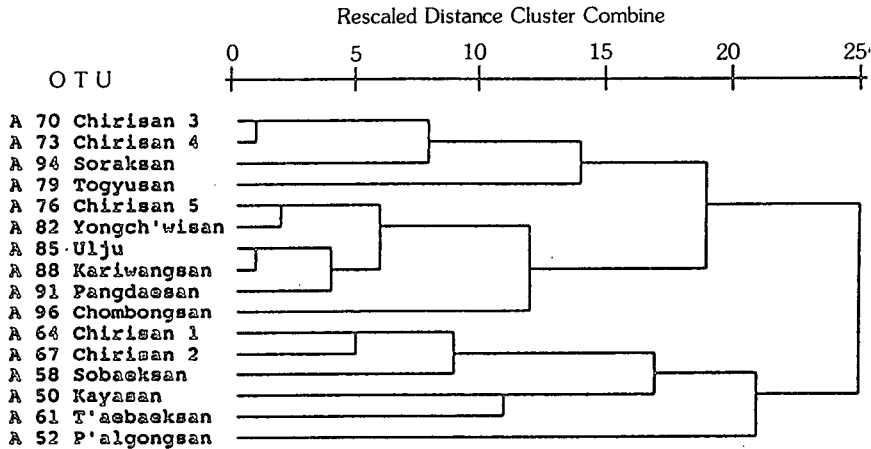 Rescaled Distance Cluster Combine
0 5 10 15 20 25
O T U
A 70 Chirisan 3
A 73 Chirisan 4
A 94 Soraksan
A 79 Togyusan
A 76 Chirisan 5
A 82 Yongch'wisan
A 85 Ulju
A 88 Kariwangsan
A 91 Pangdaesan
A 96 Chombongsan
A 64 Chirisan 1
A 67 Chirisan 2
A 58 Sobaeksan
A 50 Kayasan
A 61 T'aebaeksan
A 52 P'algongsan